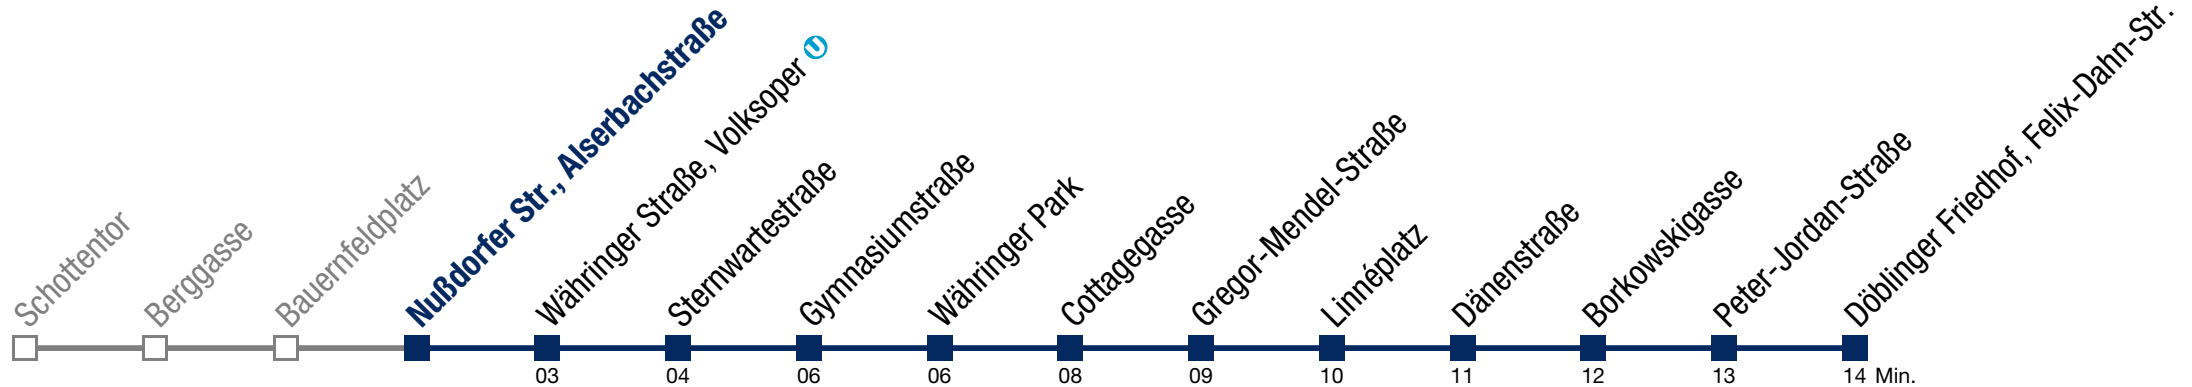 Schottentor
Berggasse
Bauernfeldplatz
Nußdorfer Str., Alserbachstraße
Währinger Straße, Volksoper
Sternwartestraße
Gymnasiumstraße
Währinger Park
Cottagegasse
Gregor-Mendel-Straße
Linnéplatz
Dänenstraße
Borkowskigasse
Peter-Jordan-Straße
Döblinger Friedhof, Felix-Dahn-Str.
03 04 06 06 08 09 10 11 12 13 14 Min.